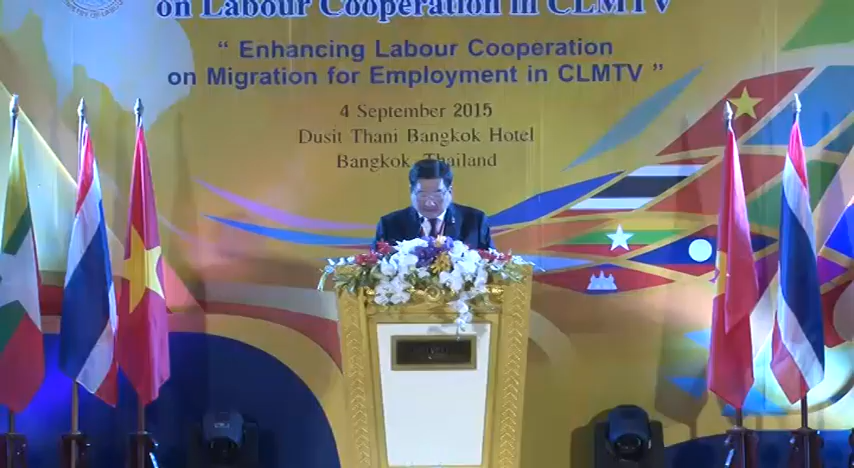 on Labour Cooperation in CLMTV
“ Enhancing Labour Cooperation
on Migration for Employment in CLMTV ”
4 September 2015
Dusit Thani Bangkok Hotel
Bangkok, Thailand